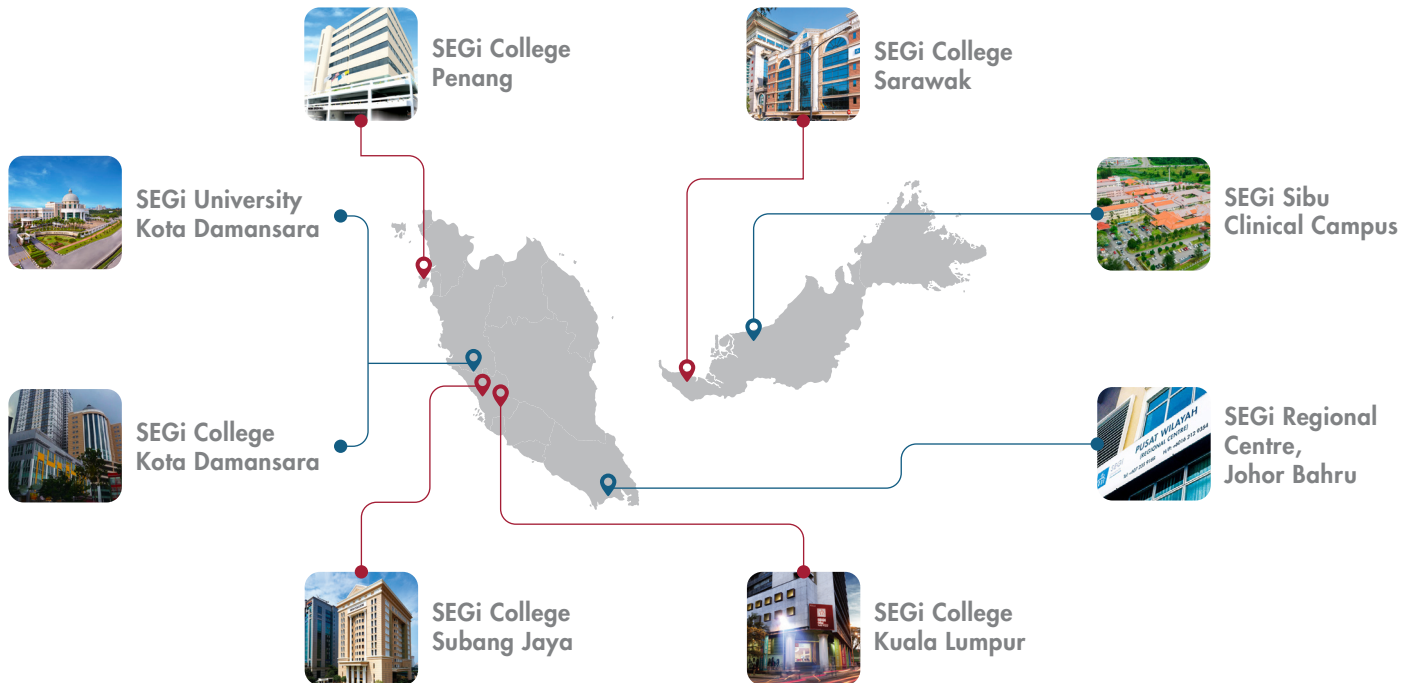 SEGi College
Penang
SEGi College
Sarawak
SEGi University
Kota Damansara
SEGi Sibu
Clinical Campus
SEGi College
Kota Damansara
SEGi Regional
Centre,
Johor Bahru
PUSAT WILAYAH
(REGIONAL CENTRE)
SEGi
SEGi College
Subang Jaya
SEGi College
Kuala Lumpur